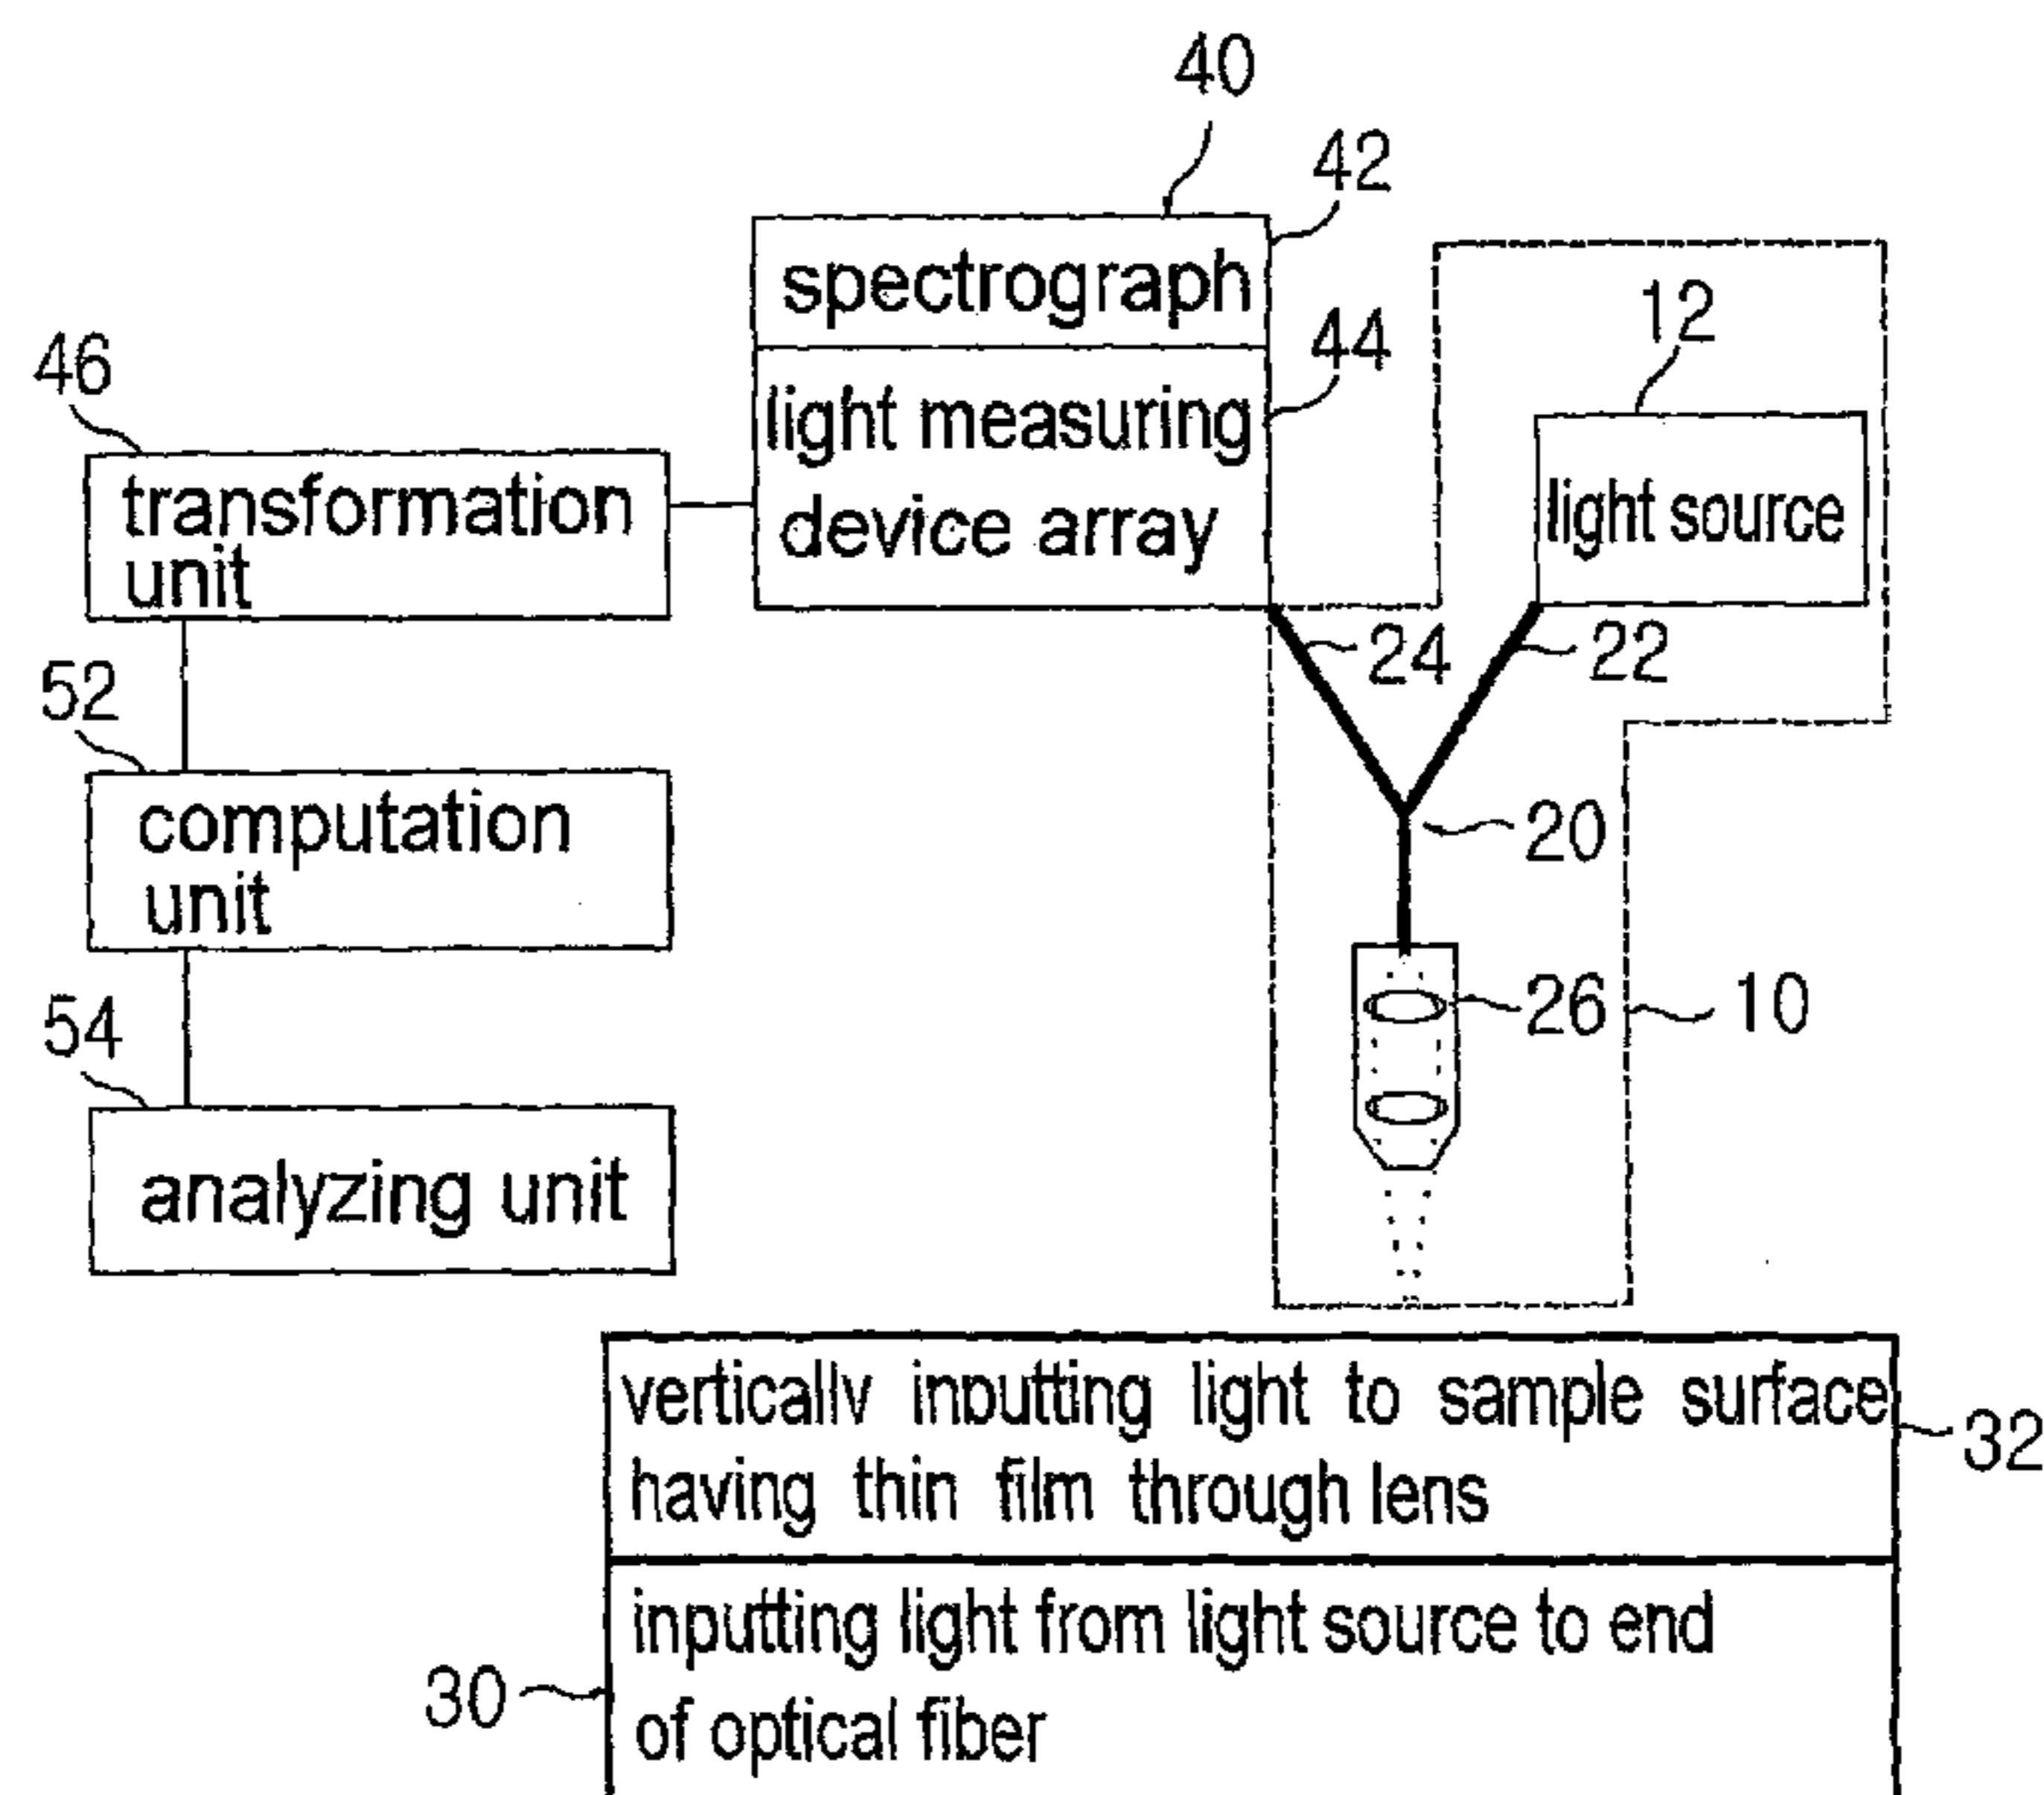 40
42
spectrograph
12
44
46
light measuring
device array
light source
transformation
unit
24
22
52
computation
unit
20
26
10
54
analyzing unit
vertically inputting light to sample surface
having thin film through lens
32
inputting light from light source to end
of optical fiber
30